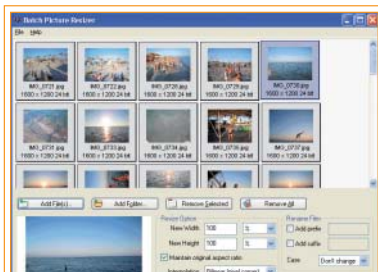 Batch Picture Resizer
File Help
IMG_0721.jpg IMG_0722.jpg IMG_0728.jpg IMG_0729.jpg IMG_0730.jpg
1600 x 1200 24 bit 1600 x 1200 24 bit 1600 x 1200 24 bit 1600 x 1200 24 bit 1600 x 1200 24 bit
IMG_0731.jpg IMG_0733.jpg IMG_0734.jpg IMG_0736.jpg IMG_0737.jpg
1600 x 1200 24 bit 1600 x 1200 24 bit 1600 x 1200 24 bit 1600 x 1200 24 bit 1600 x 1200 24 bit
Add File(s)... Add Folder... Remove Selected Remove All
Resize Option Rename Files
New Width 100 % Add prefix
New Height 100 % Add suffix
Maintain original aspect ratio Case Don't change
Interpolation